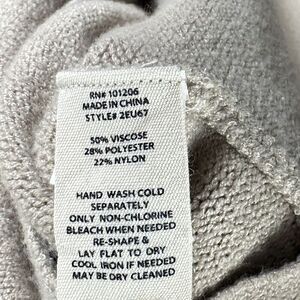 RN# 101206
MADE IN CHINA
STYLE# 2EU67
50% VISCOSE
28% POLYESTER
22% NYLON
HAND WASH COLD
SEPARATELY
ONLY NON-CHLORINE
BLEACH WHEN NEEDED
RE-SHAPE &
LAY FLAT TO DRY
COOL IRON IF NEEDED
MAY BE DRY CLEANED